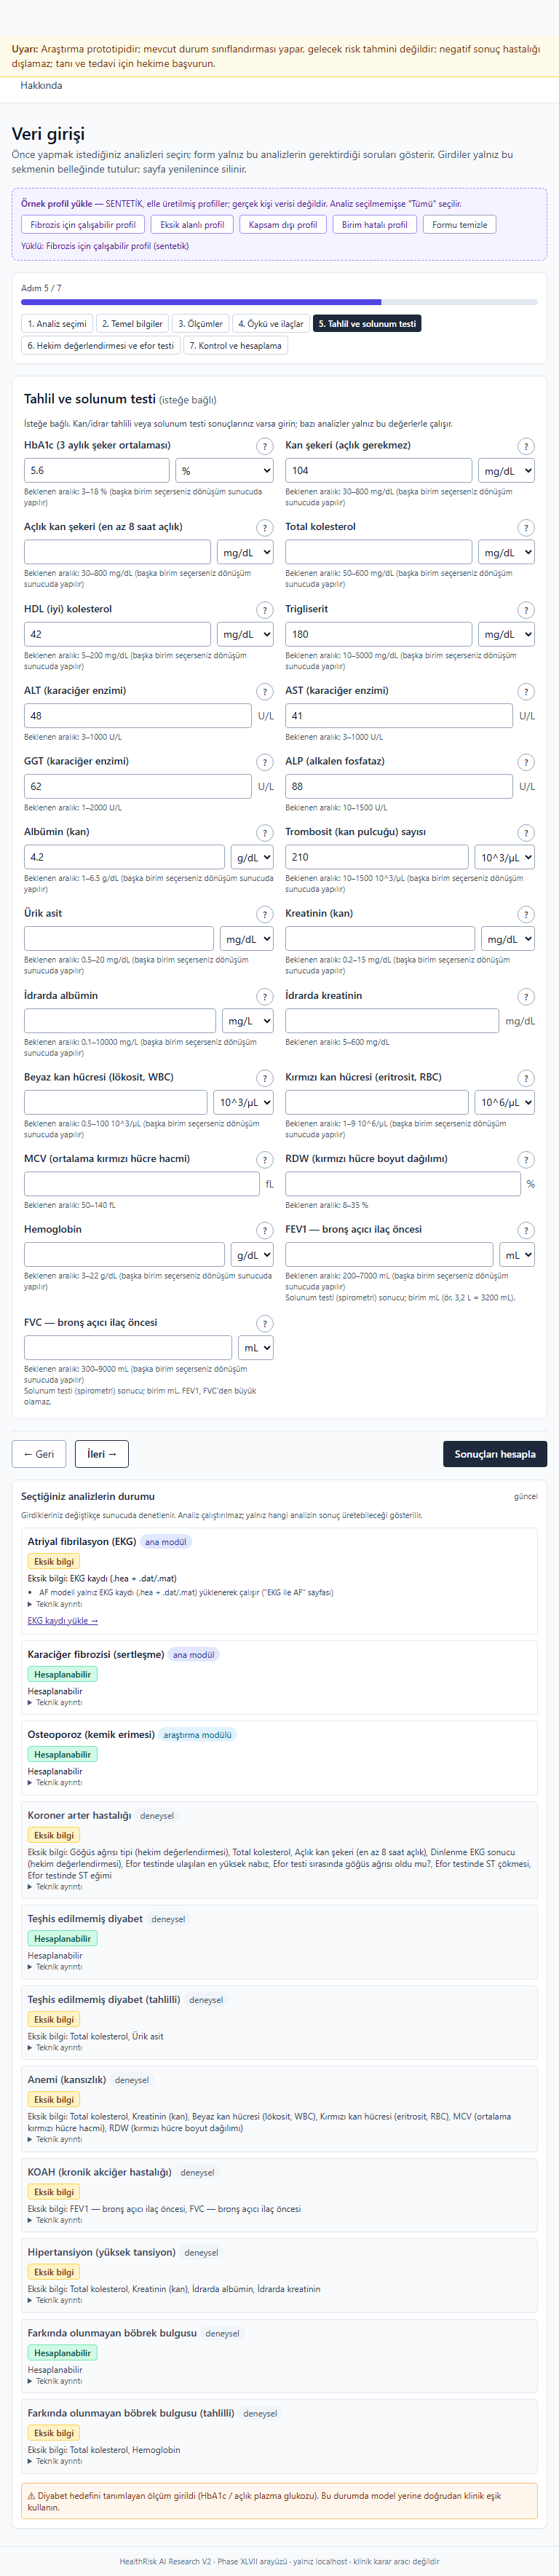 Uyarı: Araştırma prototipidir; mevcut durum sınıflandırması yapar, gelecek risk tahmini değildir; negatif sonuç hastalığı
dışlamaz; tanı ve tedavi için hekime başvurun.
Hakkında
Veri girişi
Önce yapmak istediğiniz analizleri seçin; form yalnız bu analizlerin gerektirdiği soruları gösterir. Girdiler yalnız bu
sekmenin belleğinde tutulur; sayfa yenilenince silinir.
Örnek profil yükle — SENTETİK, elle üretilmiş profiller; gerçek kişi verisi değildir. Analiz seçilmemişse "Tümü" seçilir.
Fibrozis için çalışabilir profil
Eksik alanlı profil
Kapsam dışı profil
Birim hatalı profil
Formu temizle
Yüklü: Fibrozis için çalışabilir profil (sentetik)
Adım 5 / 7
1. Analiz seçimi
2. Temel bilgiler
3. Ölçümler
4. Öykü ve ilaçlar
5. Tahlil ve solunum testi
6. Hekim değerlendirmesi ve efor testi
7. Kontrol ve hesaplama
Tahlil ve solunum testi (isteğe bağlı)
İsteğe bağlı. Kan/idrar tahlili veya solunum testi sonuçlarınız varsa girin; bazı analizler yalnız bu değerlerle çalışır.
HbA1c (3 aylık şeker ortalaması) ?
5.6 %
Beklenen aralık: 3–18 % (başka birim seçerseniz dönüşüm sunucuda
yapılır)
Kan şekeri (açlık gerekmez) ?
104 mg/dL
Beklenen aralık: 30–800 mg/dL (başka birim seçerseniz dönüşüm
sunucuda yapılır)
Açlık kan şekeri (en az 8 saat açlık) ?
mg/dL
Beklenen aralık: 30–800 mg/dL (başka birim seçerseniz dönüşüm
sunucuda yapılır)
Total kolesterol ?
mg/dL
Beklenen aralık: 50–600 mg/dL (başka birim seçerseniz dönüşüm
sunucuda yapılır)
HDL (iyi) kolesterol ?
42 mg/dL
Beklenen aralık: 5–200 mg/dL (başka birim seçerseniz dönüşüm
sunucuda yapılır)
Trigliserit ?
180 mg/dL
Beklenen aralık: 10–5000 mg/dL (başka birim seçerseniz dönüşüm
sunucuda yapılır)
ALT (karaciğer enzimi) ?
48 U/L
Beklenen aralık: 3–1000 U/L
AST (karaciğer enzimi) ?
41 U/L
Beklenen aralık: 3–1000 U/L
GGT (karaciğer enzimi) ?
62 U/L
Beklenen aralık: 1–2000 U/L
ALP (alkalen fosfataz) ?
88 U/L
Beklenen aralık: 10–1500 U/L
Albümin (kan) ?
4.2 g/dL
Beklenen aralık: 1–6.5 g/dL (başka birim seçerseniz dönüşüm sunucuda
yapılır)
Trombosit (kan pulcuğu) sayısı ?
210 10^3/µL
Beklenen aralık: 10–1500 10^3/µL (başka birim seçerseniz dönüşüm
sunucuda yapılır)
Ürik asit ?
mg/dL
Beklenen aralık: 0.5–20 mg/dL (başka birim seçerseniz dönüşüm
sunucuda yapılır)
Kreatinin (kan) ?
mg/dL
Beklenen aralık: 0.2–15 mg/dL (başka birim seçerseniz dönüşüm
sunucuda yapılır)
İdrarda albümin ?
mg/L
Beklenen aralık: 0.1–10000 mg/L (başka birim seçerseniz dönüşüm
sunucuda yapılır)
İdrarda kreatinin ?
mg/dL
Beklenen aralık: 5–600 mg/dL
Beyaz kan hücresi (lökosit, WBC) ?
10^3/µL
Beklenen aralık: 0.5–100 10^3/µL (başka birim seçerseniz dönüşüm
sunucuda yapılır)
Kırmızı kan hücresi (eritrosit, RBC) ?
10^6/µL
Beklenen aralık: 1–9 10^6/µL (başka birim seçerseniz dönüşüm
sunucuda yapılır)
MCV (ortalama kırmızı hücre hacmi) ?
fL
Beklenen aralık: 50–140 fL
RDW (kırmızı hücre boyut dağılımı) ?
%
Beklenen aralık: 8–35 %
Hemoglobin ?
g/dL
Beklenen aralık: 3–22 g/dL (başka birim seçerseniz dönüşüm sunucuda
yapılır)
FEV1 — bronş açıcı ilaç öncesi ?
mL
Beklenen aralık: 200–7000 mL (başka birim seçerseniz dönüşüm
sunucuda yapılır)
Solunum testi (spirometri) sonucu; birim mL (ör. 3,2 L = 3200 mL).
FVC — bronş açıcı ilaç öncesi ?
mL
Beklenen aralık: 300–9000 mL (başka birim seçerseniz dönüşüm
sunucuda yapılır)
Solunum testi (spirometri) sonucu; birim mL. FEV1, FVC'den büyük
olamaz.
← Geri
İleri →
Sonuçları hesapla
Seçtiğiniz analizlerin durumu
güncel
Girdikleriniz değiştikçe sunucuda denetlenir. Analiz çalıştırılmaz; yalnız hangi analizin sonuç üretebileceği gösterilir.
Atriyal fibrilasyon (EKG) ana modül
Eksik bilgi
Eksik bilgi: EKG kaydı (.hea + .dat/.mat)
• AF modeli yalnız EKG kaydı (.hea + .dat/.mat) yüklenerek çalışır ("EKG ile AF" sayfası)
▶ Teknik ayrıntı
EKG kaydı yükle →
Karaciğer fibrozisi (sertleşme) ana modül
Hesaplanabilir
Hesaplanabilir
▶ Teknik ayrıntı
Osteoporoz (kemik erimesi) araştırma modülü
Hesaplanabilir
Hesaplanabilir
▶ Teknik ayrıntı
Koroner arter hastalığı deneysel
Eksik bilgi
Eksik bilgi: Göğüs ağrısı tipi (hekim değerlendirmesi), Total kolesterol, Açlık kan şekeri (en az 8 saat açlık), Dinlenme EKG sonucu
(hekim değerlendirmesi), Efor testinde ulaşılan en yüksek nabız, Efor testi sırasında göğüs ağrısı oldu mu?, Efor testinde ST çökmesi,
Efor testinde ST eğimi
▶ Teknik ayrıntı
Teşhis edilmemiş diyabet deneysel
Hesaplanabilir
Hesaplanabilir
▶ Teknik ayrıntı
Teşhis edilmemiş diyabet (tahlilli) deneysel
Eksik bilgi
Eksik bilgi: Total kolesterol, Ürik asit
▶ Teknik ayrıntı
Anemi (kansızlık) deneysel
Eksik bilgi
Eksik bilgi: Total kolesterol, Kreatinin (kan), Beyaz kan hücresi (lökosit, WBC), Kırmızı kan hücresi (eritrosit, RBC), MCV (ortalama
kırmızı hücre hacmi), RDW (kırmızı hücre boyut dağılımı)
▶ Teknik ayrıntı
KOAH (kronik akciğer hastalığı) deneysel
Eksik bilgi
Eksik bilgi: FEV1 — bronş açıcı ilaç öncesi, FVC — bronş açıcı ilaç öncesi
▶ Teknik ayrıntı
Hipertansiyon (yüksek tansiyon) deneysel
Eksik bilgi
Eksik bilgi: Total kolesterol, Kreatinin (kan), İdrarda albümin, İdrarda kreatinin
▶ Teknik ayrıntı
Farkında olunmayan böbrek bulgusu deneysel
Hesaplanabilir
Hesaplanabilir
▶ Teknik ayrıntı
Farkında olunmayan böbrek bulgusu (tahlilli) deneysel
Eksik bilgi
Eksik bilgi: Total kolesterol, Hemoglobin
▶ Teknik ayrıntı
⚠ Diyabet hedefini tanımlayan ölçüm girildi (HbA1c / açlık plazma glukozu). Bu durumda model yerine doğrudan klinik eşik
kullanın.
HealthRisk AI Research V2 · Phase XLVII arayüzü · yalnız localhost · klinik karar aracı değildir